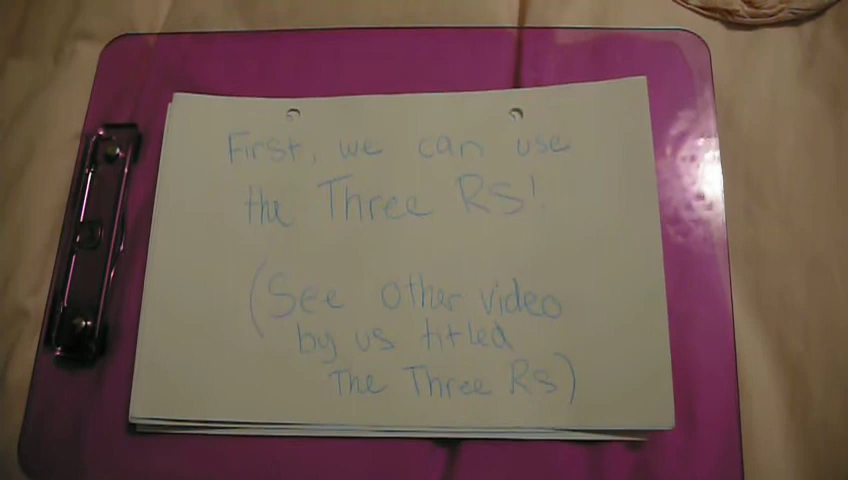 First, we can use
the Three RS!
(See other video
by us titled
The Three Rs)